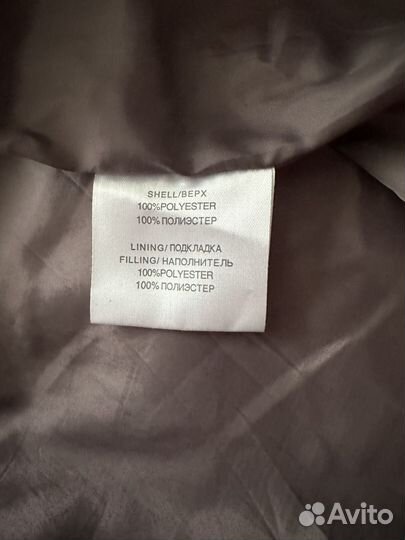 SHELL/ВЕРХ
100%POLYESTER
100% ПОЛИЭСТЕР
LINING/ ПОДКЛАДКА
FILLING/ НАПОЛНИТЕЛЬ
100%POLYESTER
100% ПОЛИЭСТЕР
Avito